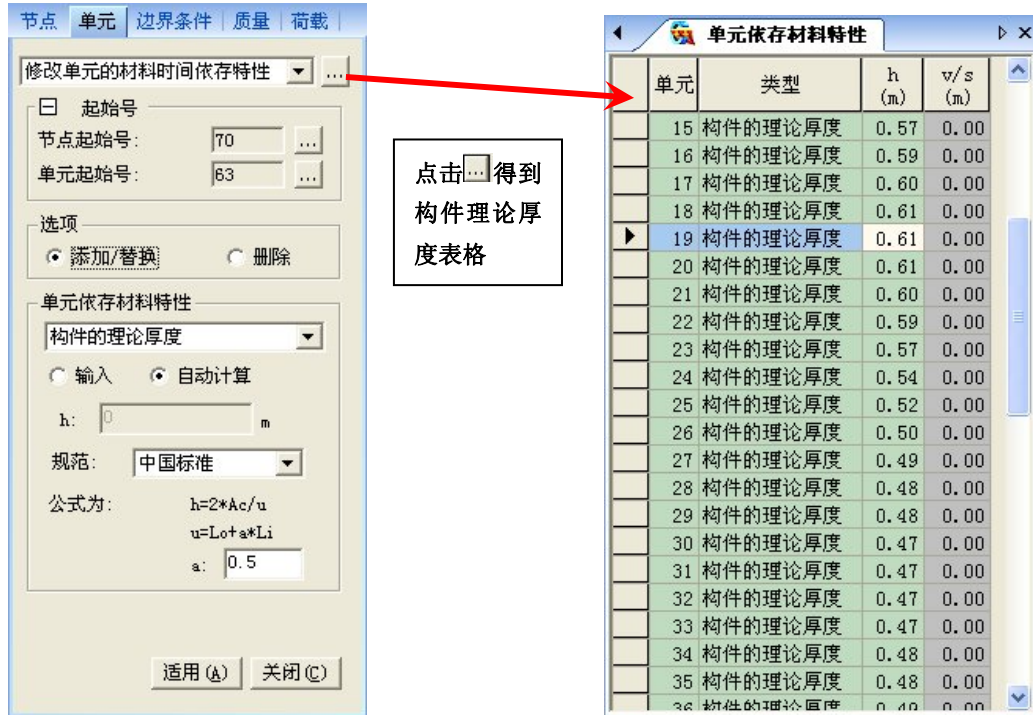 节点 单元 边界条件 质量 荷载
修改单元的材料时间依存特性 ...
起始号
节点起始号: 70 ...
单元起始号: 63 ...
选项
添加/替换 删除
单元依存材料特性
构件的理论厚度
输入 自动计算
h: 0 m
规范: 中国标准
公式为: h=2*Ac/u
u=Lo+a*Li
a: 0.5
适用(A) 关闭(C)
点击...得到
构件理论厚
度表格
单元依存材料特性
单元 类型 h (m) v/s (m)
15 构件的理论厚度 0.57 0.00
16 构件的理论厚度 0.59 0.00
17 构件的理论厚度 0.60 0.00
18 构件的理论厚度 0.61 0.00
19 构件的理论厚度 0.61 0.00
20 构件的理论厚度 0.61 0.00
21 构件的理论厚度 0.60 0.00
22 构件的理论厚度 0.59 0.00
23 构件的理论厚度 0.57 0.00
24 构件的理论厚度 0.54 0.00
25 构件的理论厚度 0.52 0.00
26 构件的理论厚度 0.50 0.00
27 构件的理论厚度 0.49 0.00
28 构件的理论厚度 0.48 0.00
29 构件的理论厚度 0.48 0.00
30 构件的理论厚度 0.47 0.00
31 构件的理论厚度 0.47 0.00
32 构件的理论厚度 0.47 0.00
33 构件的理论厚度 0.47 0.00
34 构件的理论厚度 0.48 0.00
35 构件的理论厚度 0.48 0.00
36 构件的理论厚度 0.49 0.00